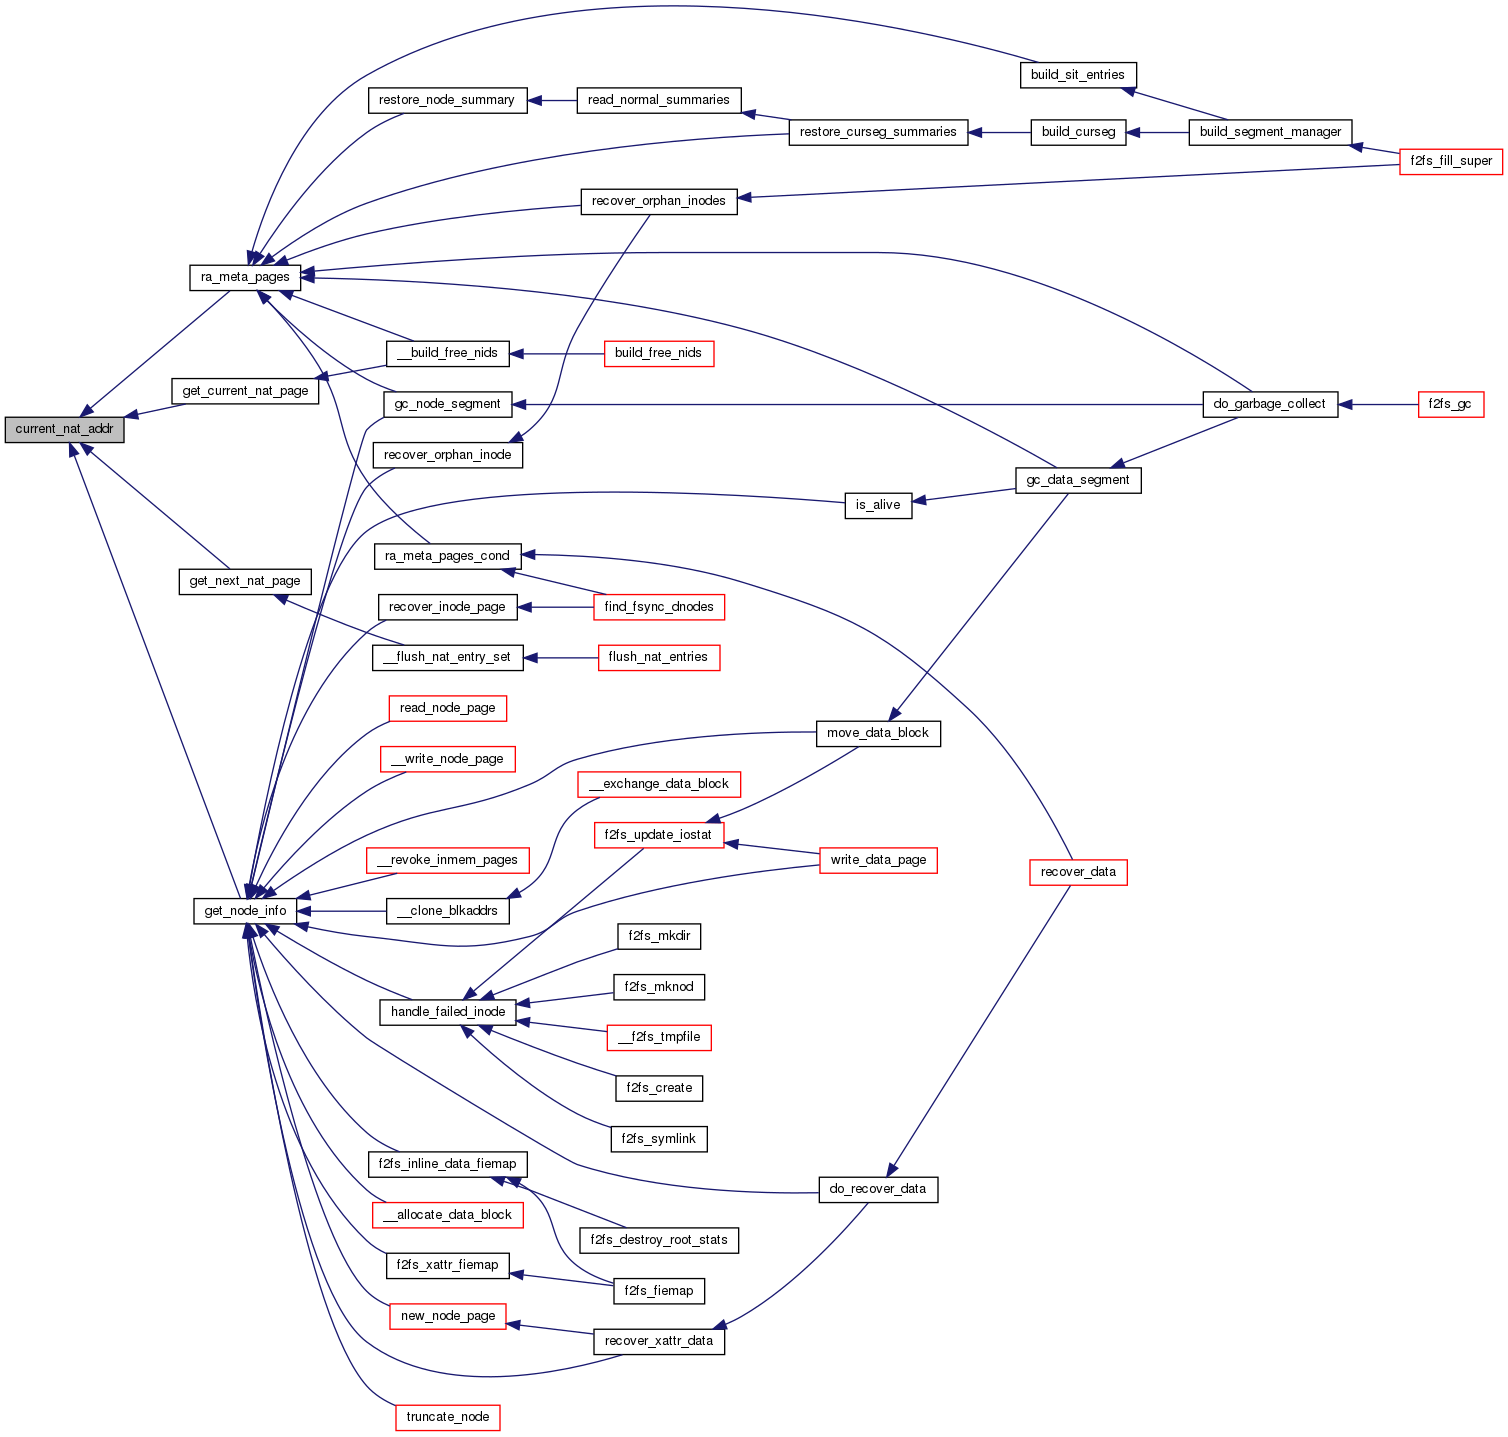 build_sit_entries
restore_node_summary
read_normal_summaries
restore_curseg_summaries
build_curseg
build_segment_manager
f2fs_fill_super
recover_orphan_inodes
ra_meta_pages
__build_free_nids
build_free_nids
get_current_nat_page
gc_node_segment
do_garbage_collect
f2fs_gc
current_nat_addr
recover_orphan_inode
gc_data_segment
is_alive
ra_meta_pages_cond
get_next_nat_page
recover_inode_page
find_fsync_dnodes
__flush_nat_entry_set
flush_nat_entries
read_node_page
move_data_block
__write_node_page
__exchange_data_block
f2fs_update_iostat
__revoke_inmem_pages
write_data_page
recover_data
get_node_info
__clone_blkaddrs
f2fs_mkdir
f2fs_mknod
handle_failed_inode
__f2fs_tmpfile
f2fs_create
f2fs_symlink
f2fs_inline_data_fiemap
do_recover_data
__allocate_data_block
f2fs_destroy_root_stats
f2fs_xattr_fiemap
f2fs_fiemap
new_node_page
recover_xattr_data
truncate_node